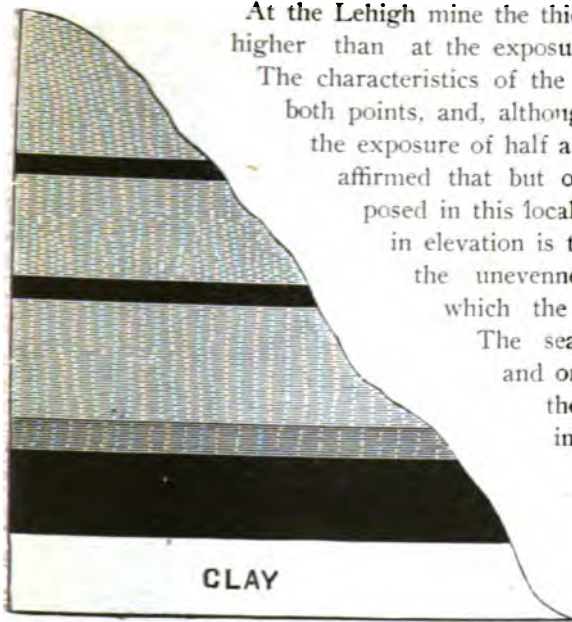 At the Lehigh mine the thi
higher than at the exposu
The characteristics of the
both points, and, althoug
the exposure of half a
affirmed that but o
posed in this local
in elevation is t
the unevenn
which the
The sea
and o
the
in
CLAY